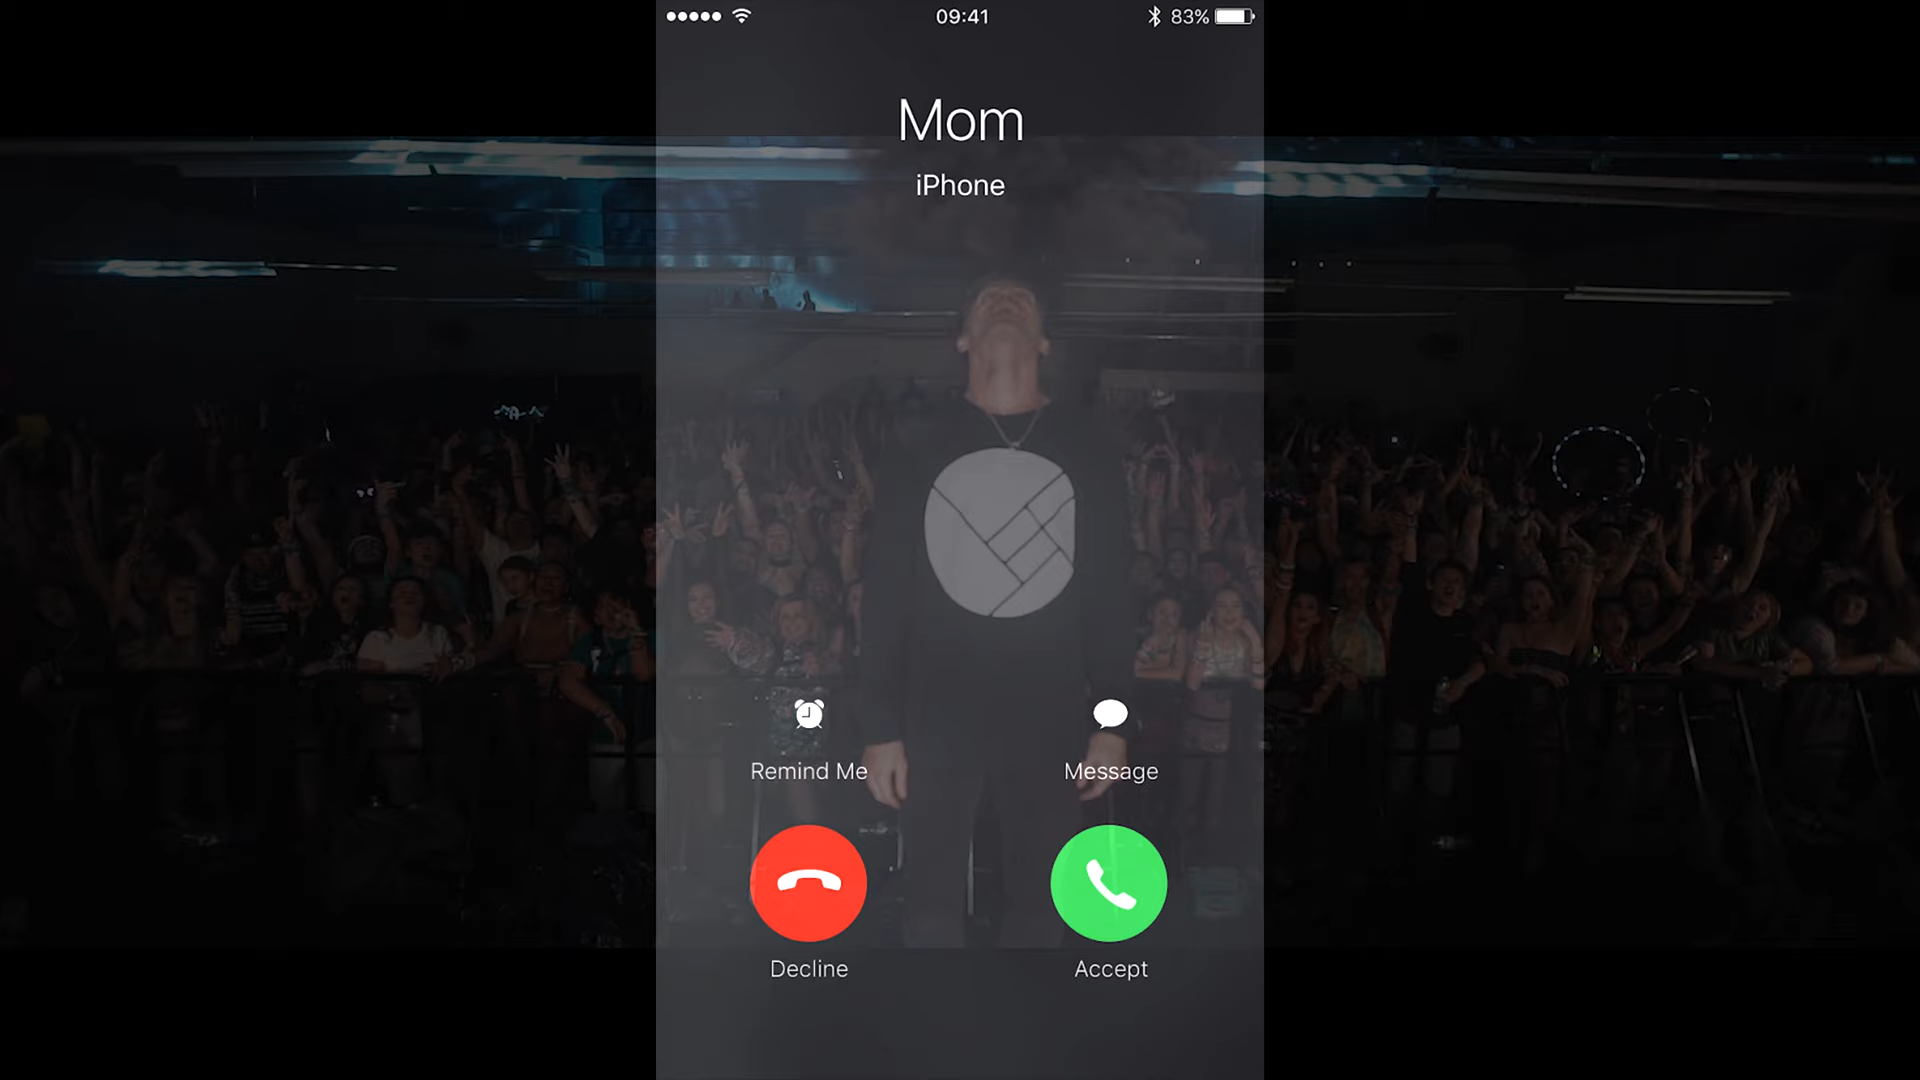 09:41
83%
Mom
iPhone
Remind Me
Message
Decline
Accept